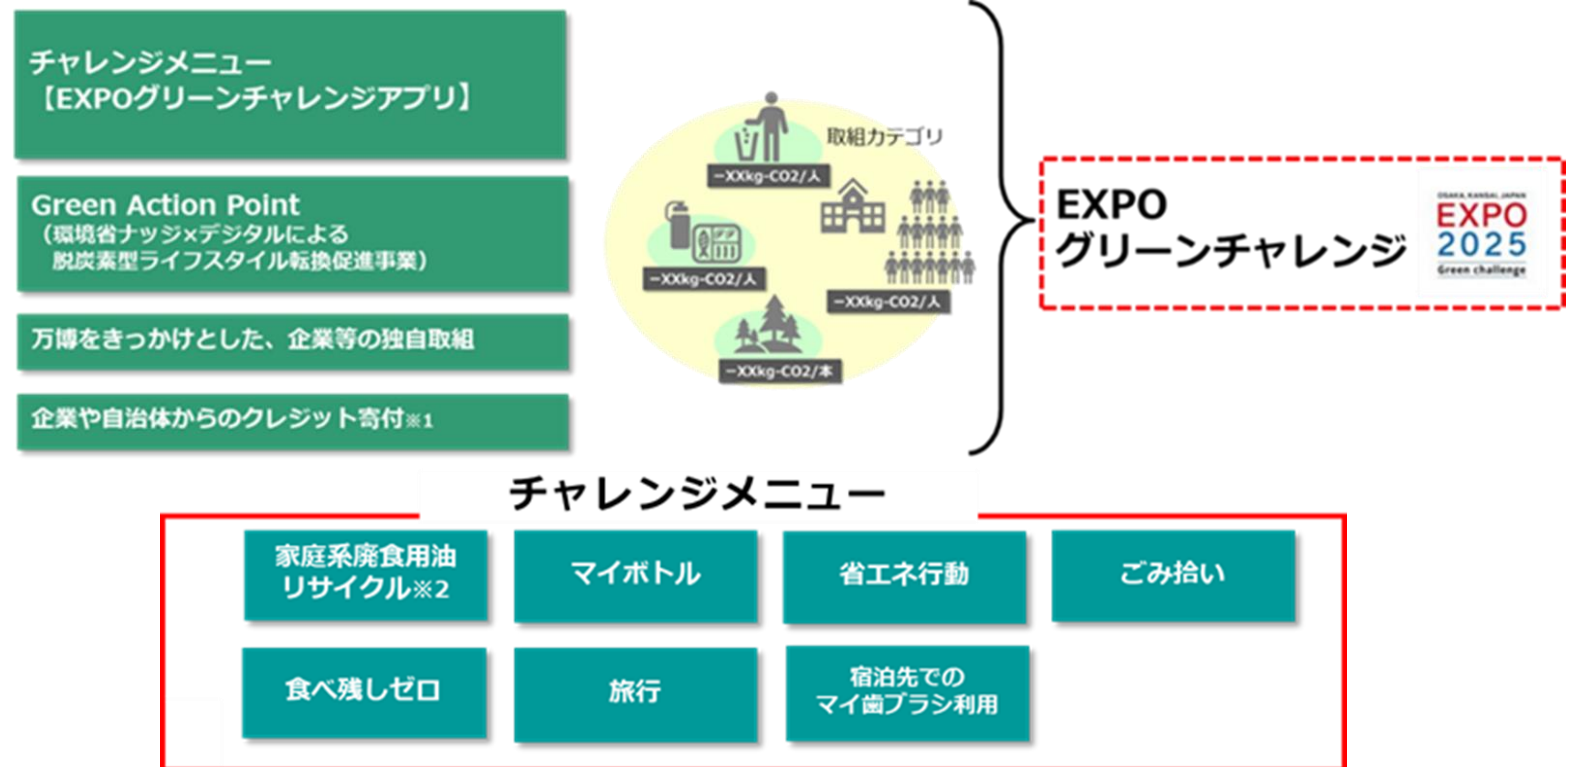 チャレンジメニュー
【EXPOグリーンチャレンジアプリ】
Green Action Point
（環境省ナッジ×デジタルによる
脱炭素型ライフスタイル転換促進事業）
万博をきっかけとした、企業等の独自取組
企業や自治体からのクレジット寄付※1
取組カテゴリ
−XXkg-CO2/人
−XXkg-CO2/人
−XXkg-CO2/人
−XXkg-CO2/本
EXPO
グリーンチャレンジ
OSAKA, KANSAI, JAPAN
EXPO
2025
Green challenge
チャレンジメニュー
家庭系廃食用油
リサイクル※2
マイボトル
省エネ行動
ごみ拾い
食べ残しゼロ
旅行
宿泊先での
マイ歯ブラシ利用